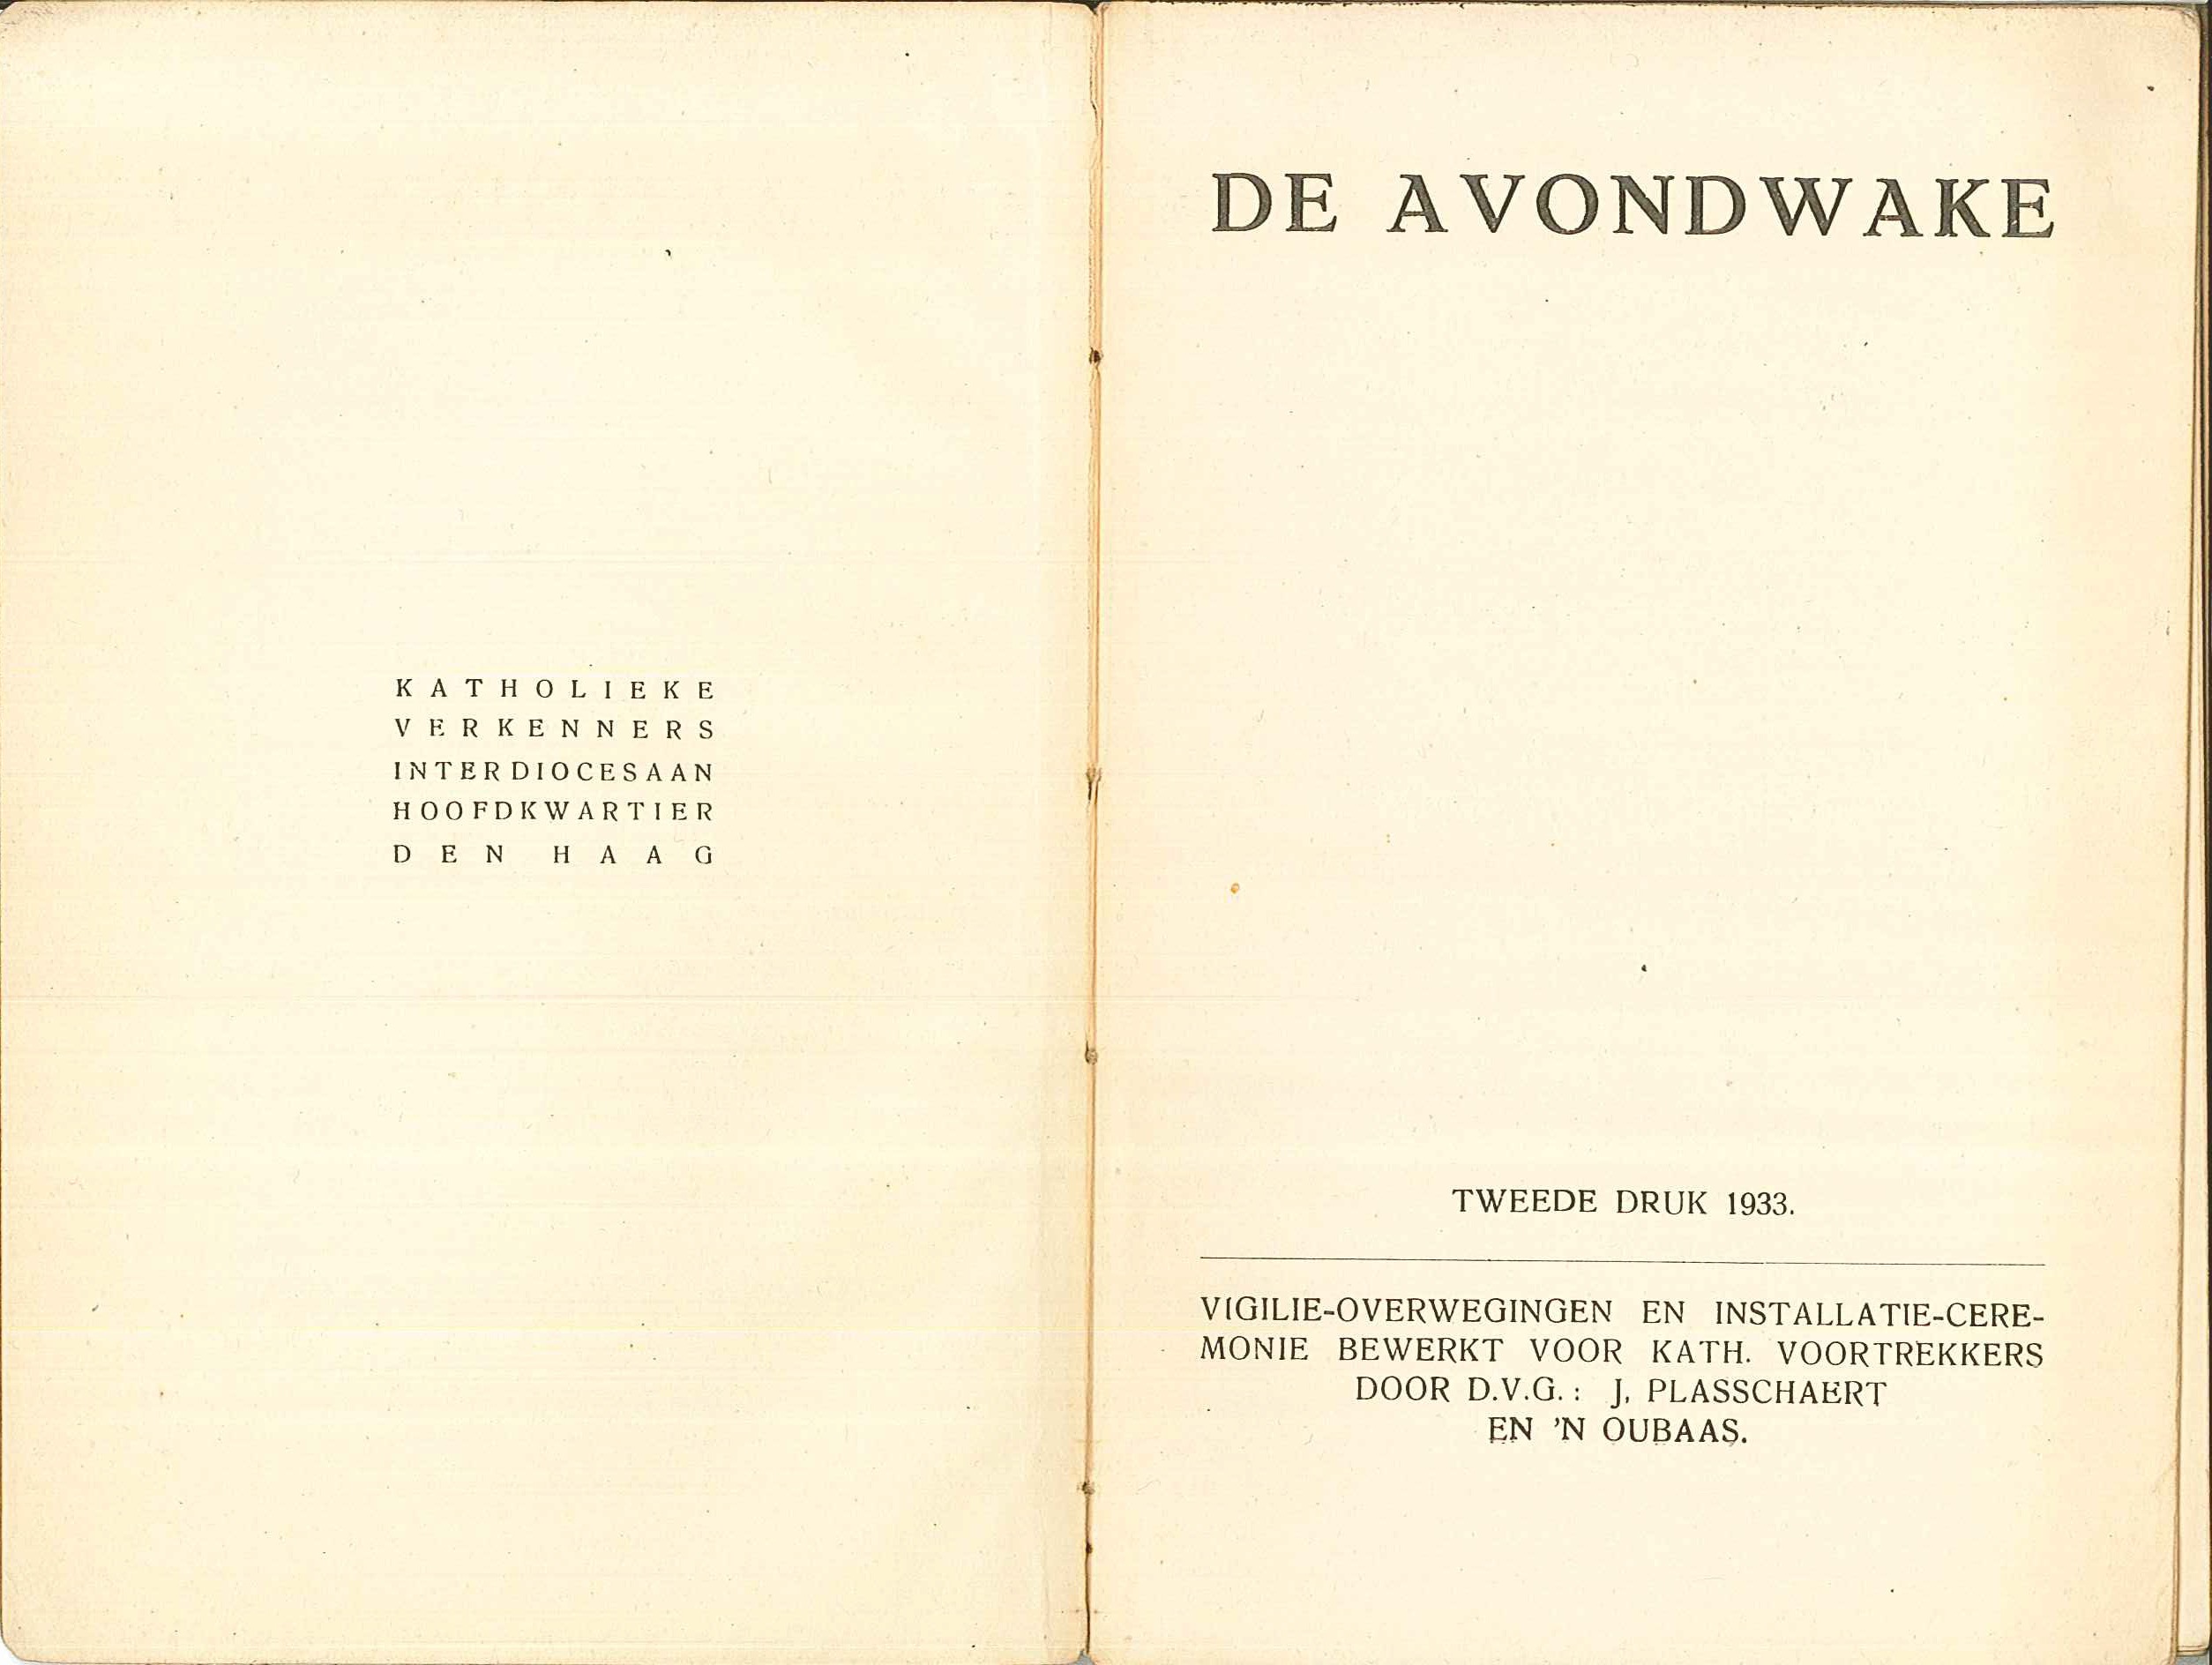 KATHOLIEKE
VERKENNERS
INTERDIOCESAAN
HOOFDKWARTIER
DEN HAAG
DE AVONDWAKE
TWEEDE DRUK 1933.
VIGILIE-OVERWEGINGEN EN INSTALLATIE-CERE-
MONIE BEWERKT VOOR KATH. VOORTREKKERS
DOOR D.V.G.: J. PLASSCHAERT
EN 'N OUBAAS.